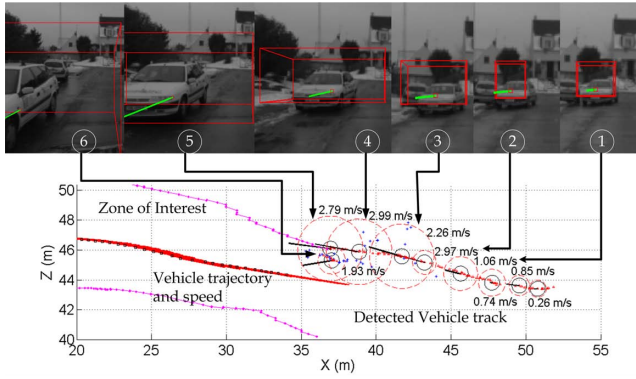 6 5 4 3 2 1
50
48
46
44
42
40
Z (m)
Zone of Interest
2.79 m/s
2.99 m/s
2.26 m/s
2.97 m/s
1.06 m/s
0.85 m/s
1.93 m/s
0.74 m/s
0.26 m/s
Vehicle trajectory
and speed
Detected Vehicle track
20 25 30 35 40 45 50 55
X (m)